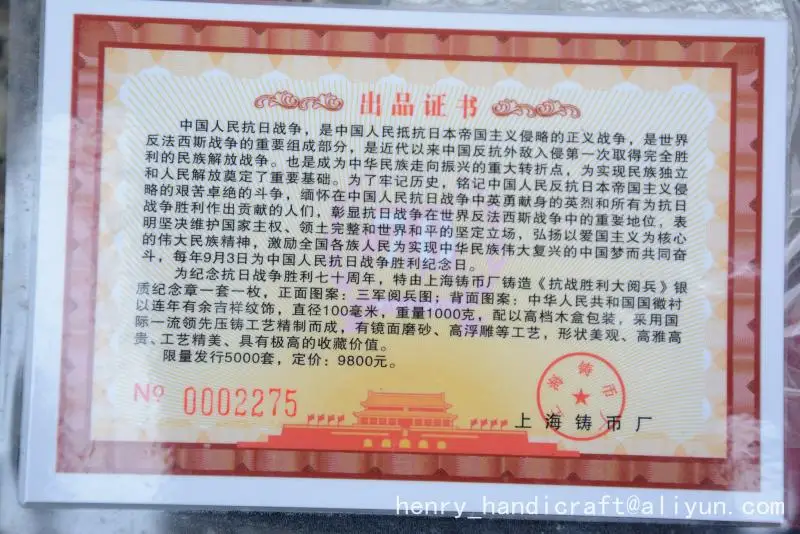 出品证书
中国人民抗日战争，是中国人民抵抗日本帝国主义侵略的正义战争，是世界
反法西斯战争的重要组成部分，是近代以来中国反抗外敌入侵第一次取得完全胜
利的民族解放战争。也是成为中华民族走向振兴的重大转折点，为实现民族独立
和人民解放奠定了重要基础。为了牢记历史，铭记中国人民反抗日本帝国主义侵
略的艰苦卓绝的斗争，缅怀在中国人民抗日战争中英勇献身的英烈和所有为抗日
战争胜利作出贡献的人们，彰显抗日战争在世界反法西斯战争中的重要地位，表
明坚决维护国家主权、领土完整和世界和平的坚定立场，弘扬以爱国主义为核心
的伟大民族精神，激励全国各族人民为实现中华民族伟大复兴的中国梦而共同奋
斗，每年9月3日为中国人民抗日战争胜利纪念日。
为纪念抗日战争胜利七十周年，特由上海铸币厂铸造《抗战胜利大阅兵》银
质纪念章一套一枚，正面图案：三军阅兵图；背面图案：中华人民共和国国徽衬
以连年有余吉祥纹饰，直径100毫米，重量1000克，配以高档木盒包装，采用国
际一流领先压铸工艺精制而成，有镜面磨砂、高浮雕等工艺，形状美观、高雅高
贵、工艺精美、具有极高的收藏价值。
限量发行5000套，定价：9800元。
No 0002275
上海铸币厂
henry_handicraft@aliyun.com